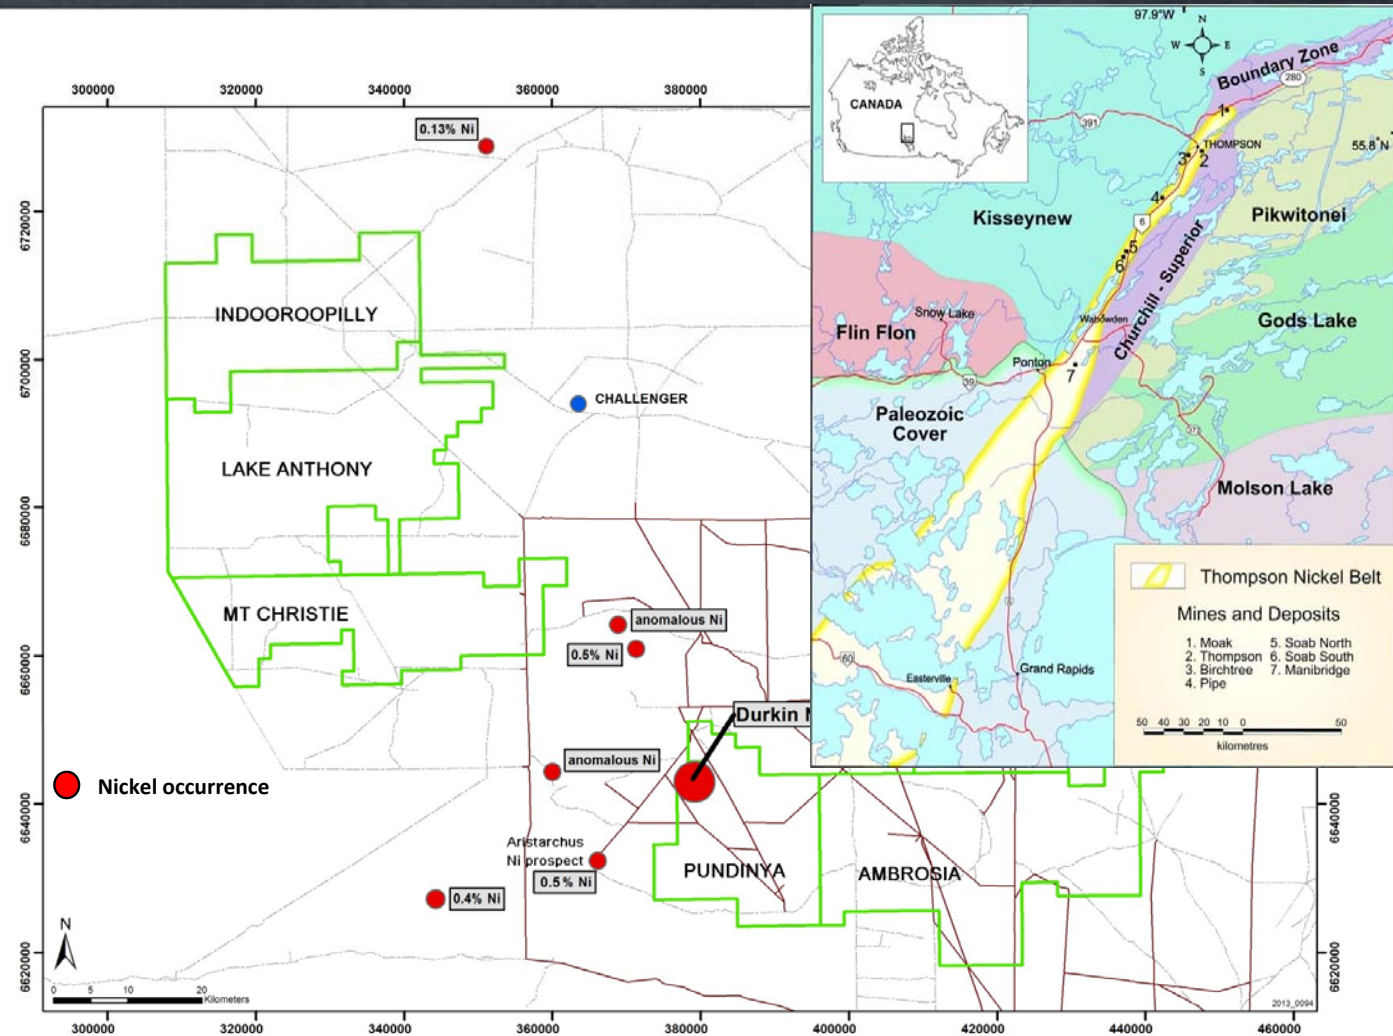 300000
320000
340000
360000
380000
6720000
6700000
6680000
6660000
6640000
6620000
0.13% Ni
INDOOROOPILLY
LAKE ANTHONY
CHALLENGER
MT CHRISTIE
anomalous Ni
0.5% Ni
Durkin N
anomalous Ni
Nickel occurrence
Aristarchus
Ni prospect
0.5% Ni
0.4% Ni
PUNDINYA
AMBROSIA
N
0 5 10 20
Kilometers
2013_0094
6640000
6620000
300000
320000
340000
360000
380000
400000
420000
440000
460000
97.9°W
N
W E
S
CANADA
Boundary Zone
280
391
1
THOMPSON
55.8°N
3
2
4
Kisseynew
Pikwitonei
6
5
6
Churchill - Superior
Snow Lake
Flin Flon
Wabowden
Gods Lake
Ponton
7
39
373
Paleozoic
Cover
Molson Lake
60
6
Easterville
Grand Rapids
Thompson Nickel Belt
Mines and Deposits
1. Moak 5. Soab North
2. Thompson 6. Soab South
3. Birchtree 7. Manibridge
4. Pipe
50 40 30 20 10 0 50
kilometres